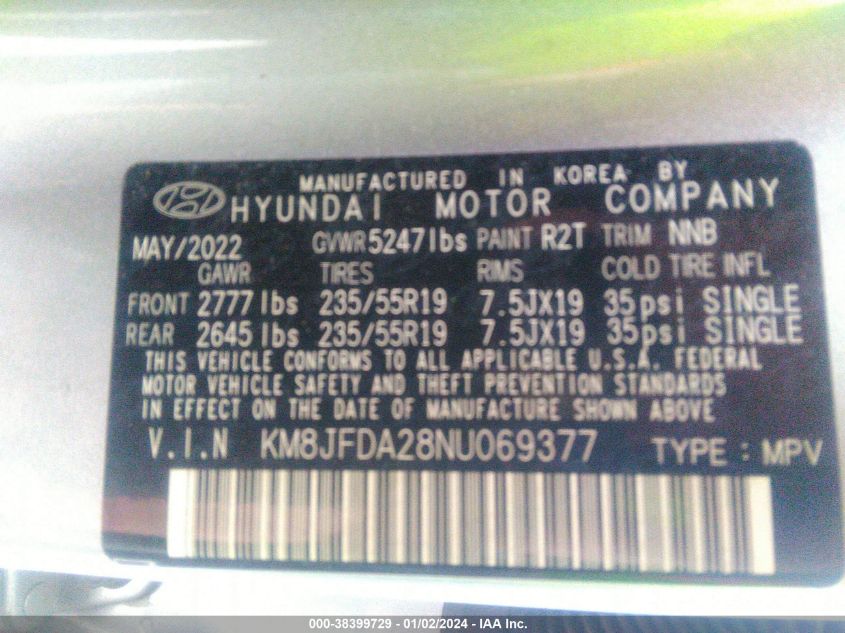 MANUFACTURED IN KOREA BY
HYUNDAI MOTOR COMPANY
MAY/2022 GVWR 5247 lbs PAINT R2T TRIM NNB
GAWR TIRES RIMS COLD TIRE INFL
FRONT 2777 lbs 235/55R19 7.5JX19 35psi SINGLE
REAR 2645 lbs 235/55R19 7.5JX19 35psi SINGLE
THIS VEHICLE CONFORMS TO ALL APPLICABLE U.S.A. FEDERAL
MOTOR VEHICLE SAFETY AND THEFT PREVENTION STANDARDS
IN EFFECT ON THE DATE OF MANUFACTURE SHOWN ABOVE
V.I.N KM8JFDA28NU069377 TYPE : MPV
000-38399729 - 01/02/2024 - IAA Inc.